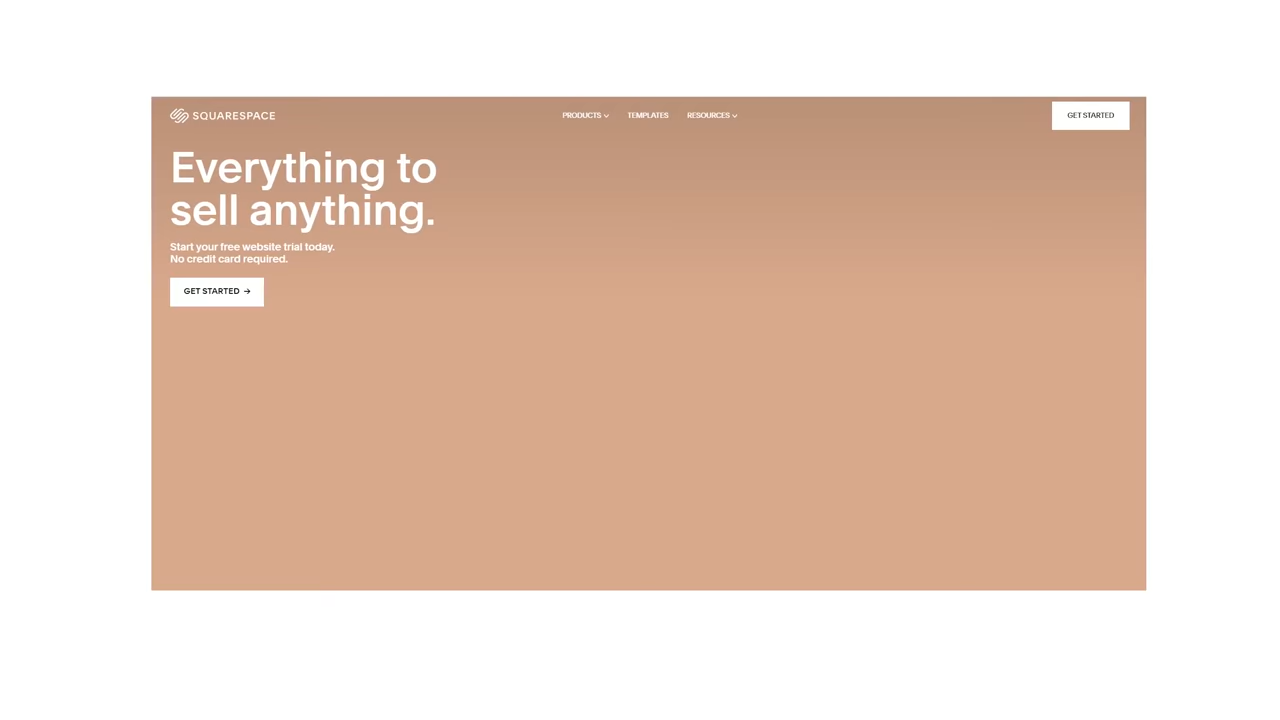 SQUARESPACE
PRODUCTS
TEMPLATES
RESOURCES
GET STARTED
Everything to
sell anything.
Start your free website trial today.
No credit card required.
GET STARTED →